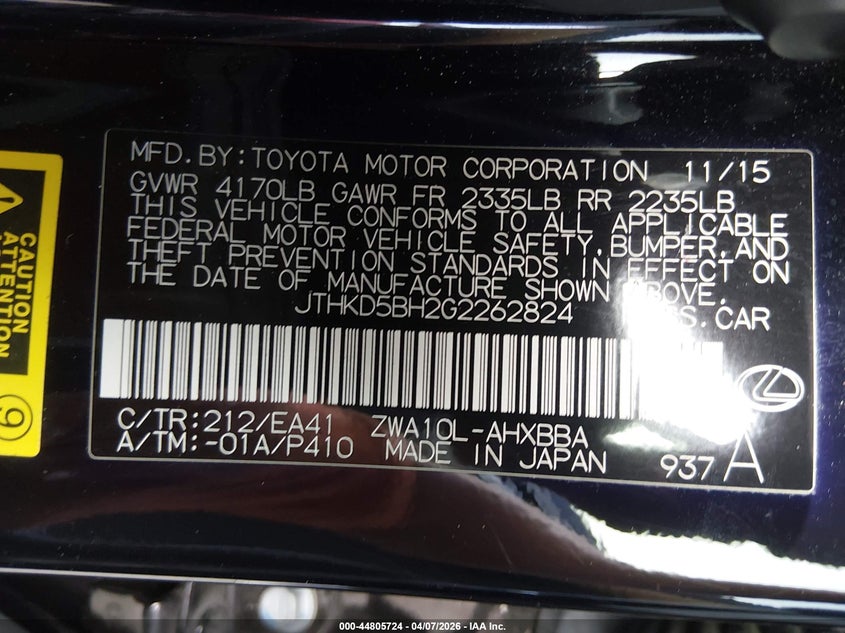 MFD.BY:TOYOTA MOTOR CORPORATION 11/15
GVWR 4170LB GAWR FR 2335LB RR 2235LB
THIS VEHICLE CONFORMS TO ALL APPLICABLE
FEDERAL MOTOR VEHICLE SAFETY,BUMPER,AND
THEFT PREVENTION STANDARDS IN EFFECT ON
THE DATE OF MANUFACTURE SHOWN ABOVE.
JTHKD5BH2G2262824 PASS.CAR
C/TR:212/EA41 ZWA10L-AHXBBA
A/TM:-01A/P410 MADE IN JAPAN 937 A
CAUTION
ATTENTION
9
000-44805724 - 04/07/2026 - IAA Inc.